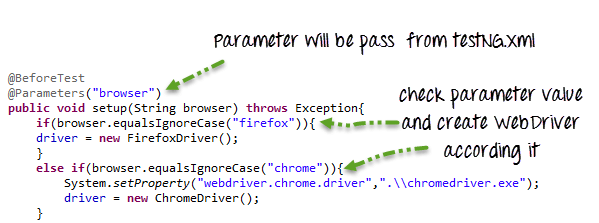 Parameter will be pass from testNG.xml
@BeforeTest
@Parameters("browser")
public void setup(String browser) throws Exception{
if(browser.equalsIgnoreCase("firefox")){
driver = new FirefoxDriver();
}
else if(browser.equalsIgnoreCase("chrome")){
System.setProperty("webdriver.chrome.driver",".\\chromedriver.exe");
driver = new ChromeDriver();
}
check parameter value
and create WebDriver
according it